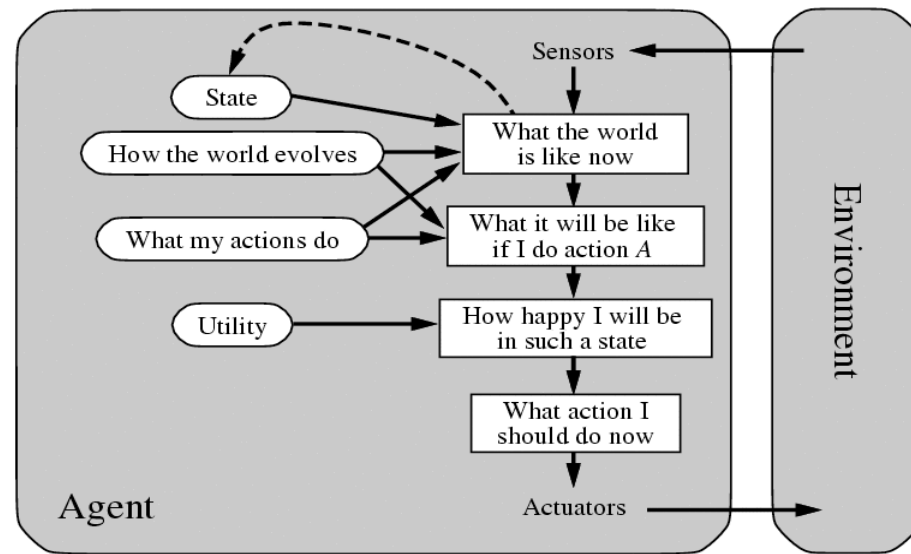 Sensors
State
What the world
is like now
How the world evolves
What it will be like
if I do action A
What my actions do
How happy I will be
in such a state
Utility
What action I
should do now
Actuators
Agent
Environment